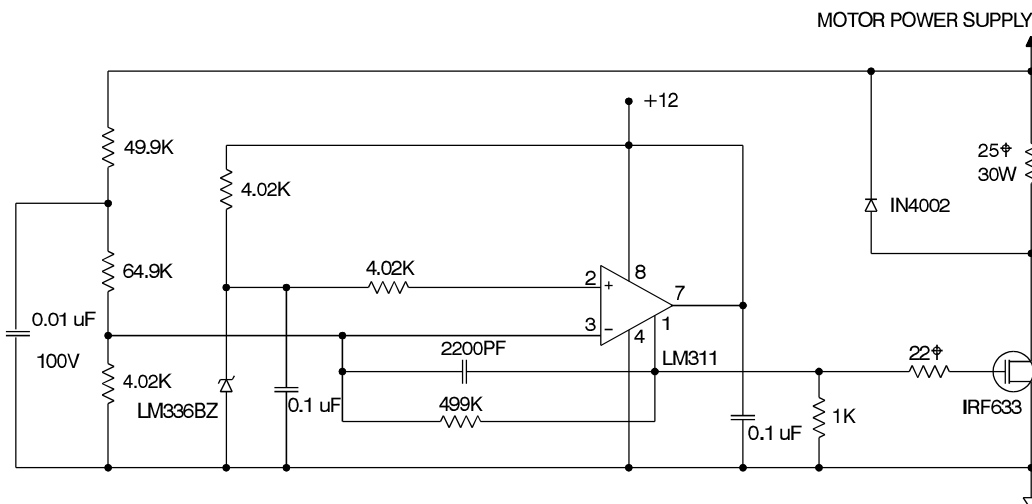 MOTOR POWER SUPPLY
+12
49.9K
4.02K
25⌽
30W
IN4002
64.9K
4.02K
2
+
8
7
3
−
4
1
0.01 uF
100V
2200PF
LM311
22⌽
4.02K
LM336BZ
0.1 uF
499K
IRF633
1K
0.1 uF